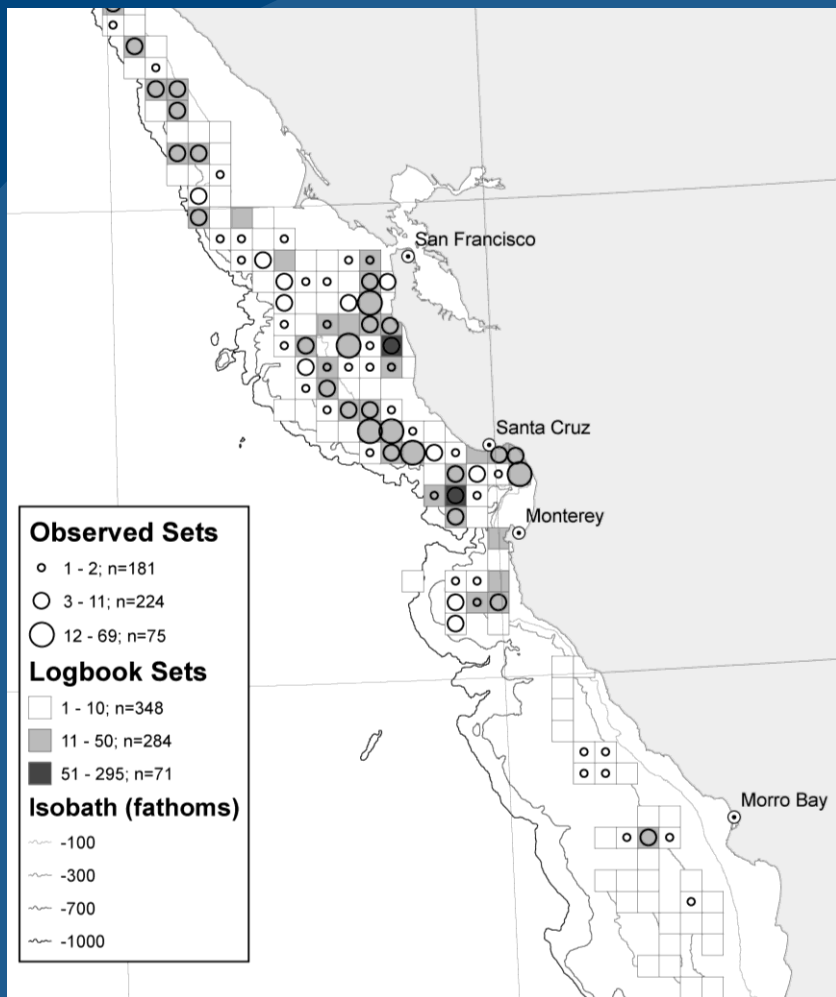 San Francisco
Santa Cruz
Monterey
Morro Bay
Observed Sets
1 - 2; n=181
3 - 11; n=224
12 - 69; n=75
Logbook Sets
1 - 10; n=348
11 - 50; n=284
51 - 295; n=71
Isobath (fathoms)
-100
-300
-700
-1000